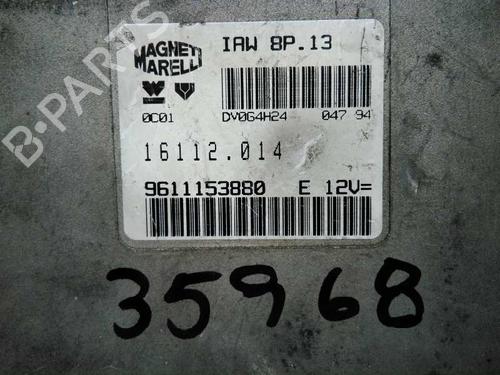 MAGNETI MARELLI
IAW 8P.13
0C01 DV0G4H24 047 94
16112.014
9611153880 E 12V=
35968
B-PARTS